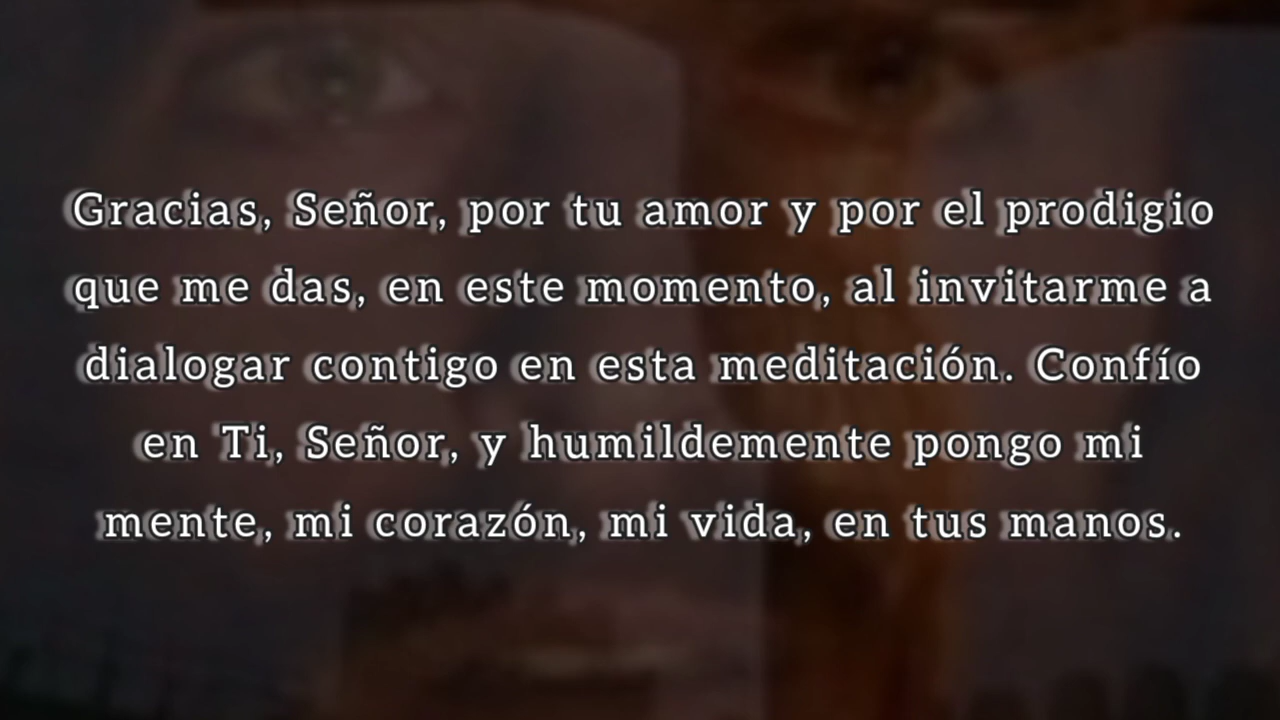 Gracias, Señor, por tu amor y por el prodigio
que me das, en este momento, al invitarme a
dialogar contigo en esta meditación. Confío
en Ti, Señor, y humildemente pongo mi
mente, mi corazón, mi vida, en tus manos.